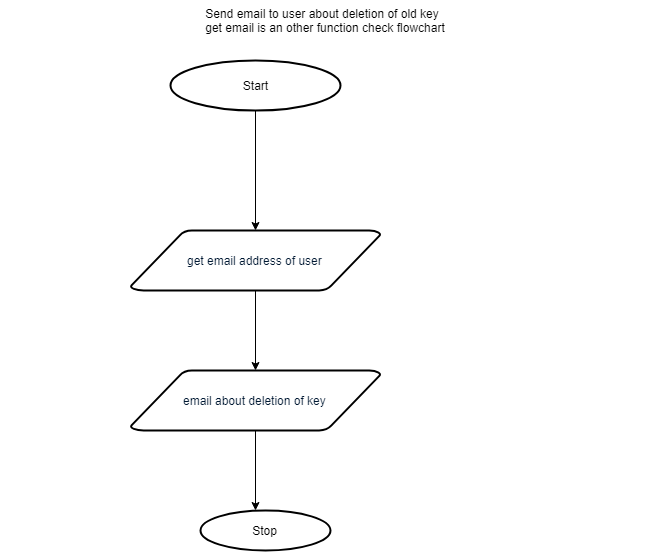 Send email to user about deletion of old key
get email is an other function check flowchart
Start
get email address of user
email about deletion of key
Stop